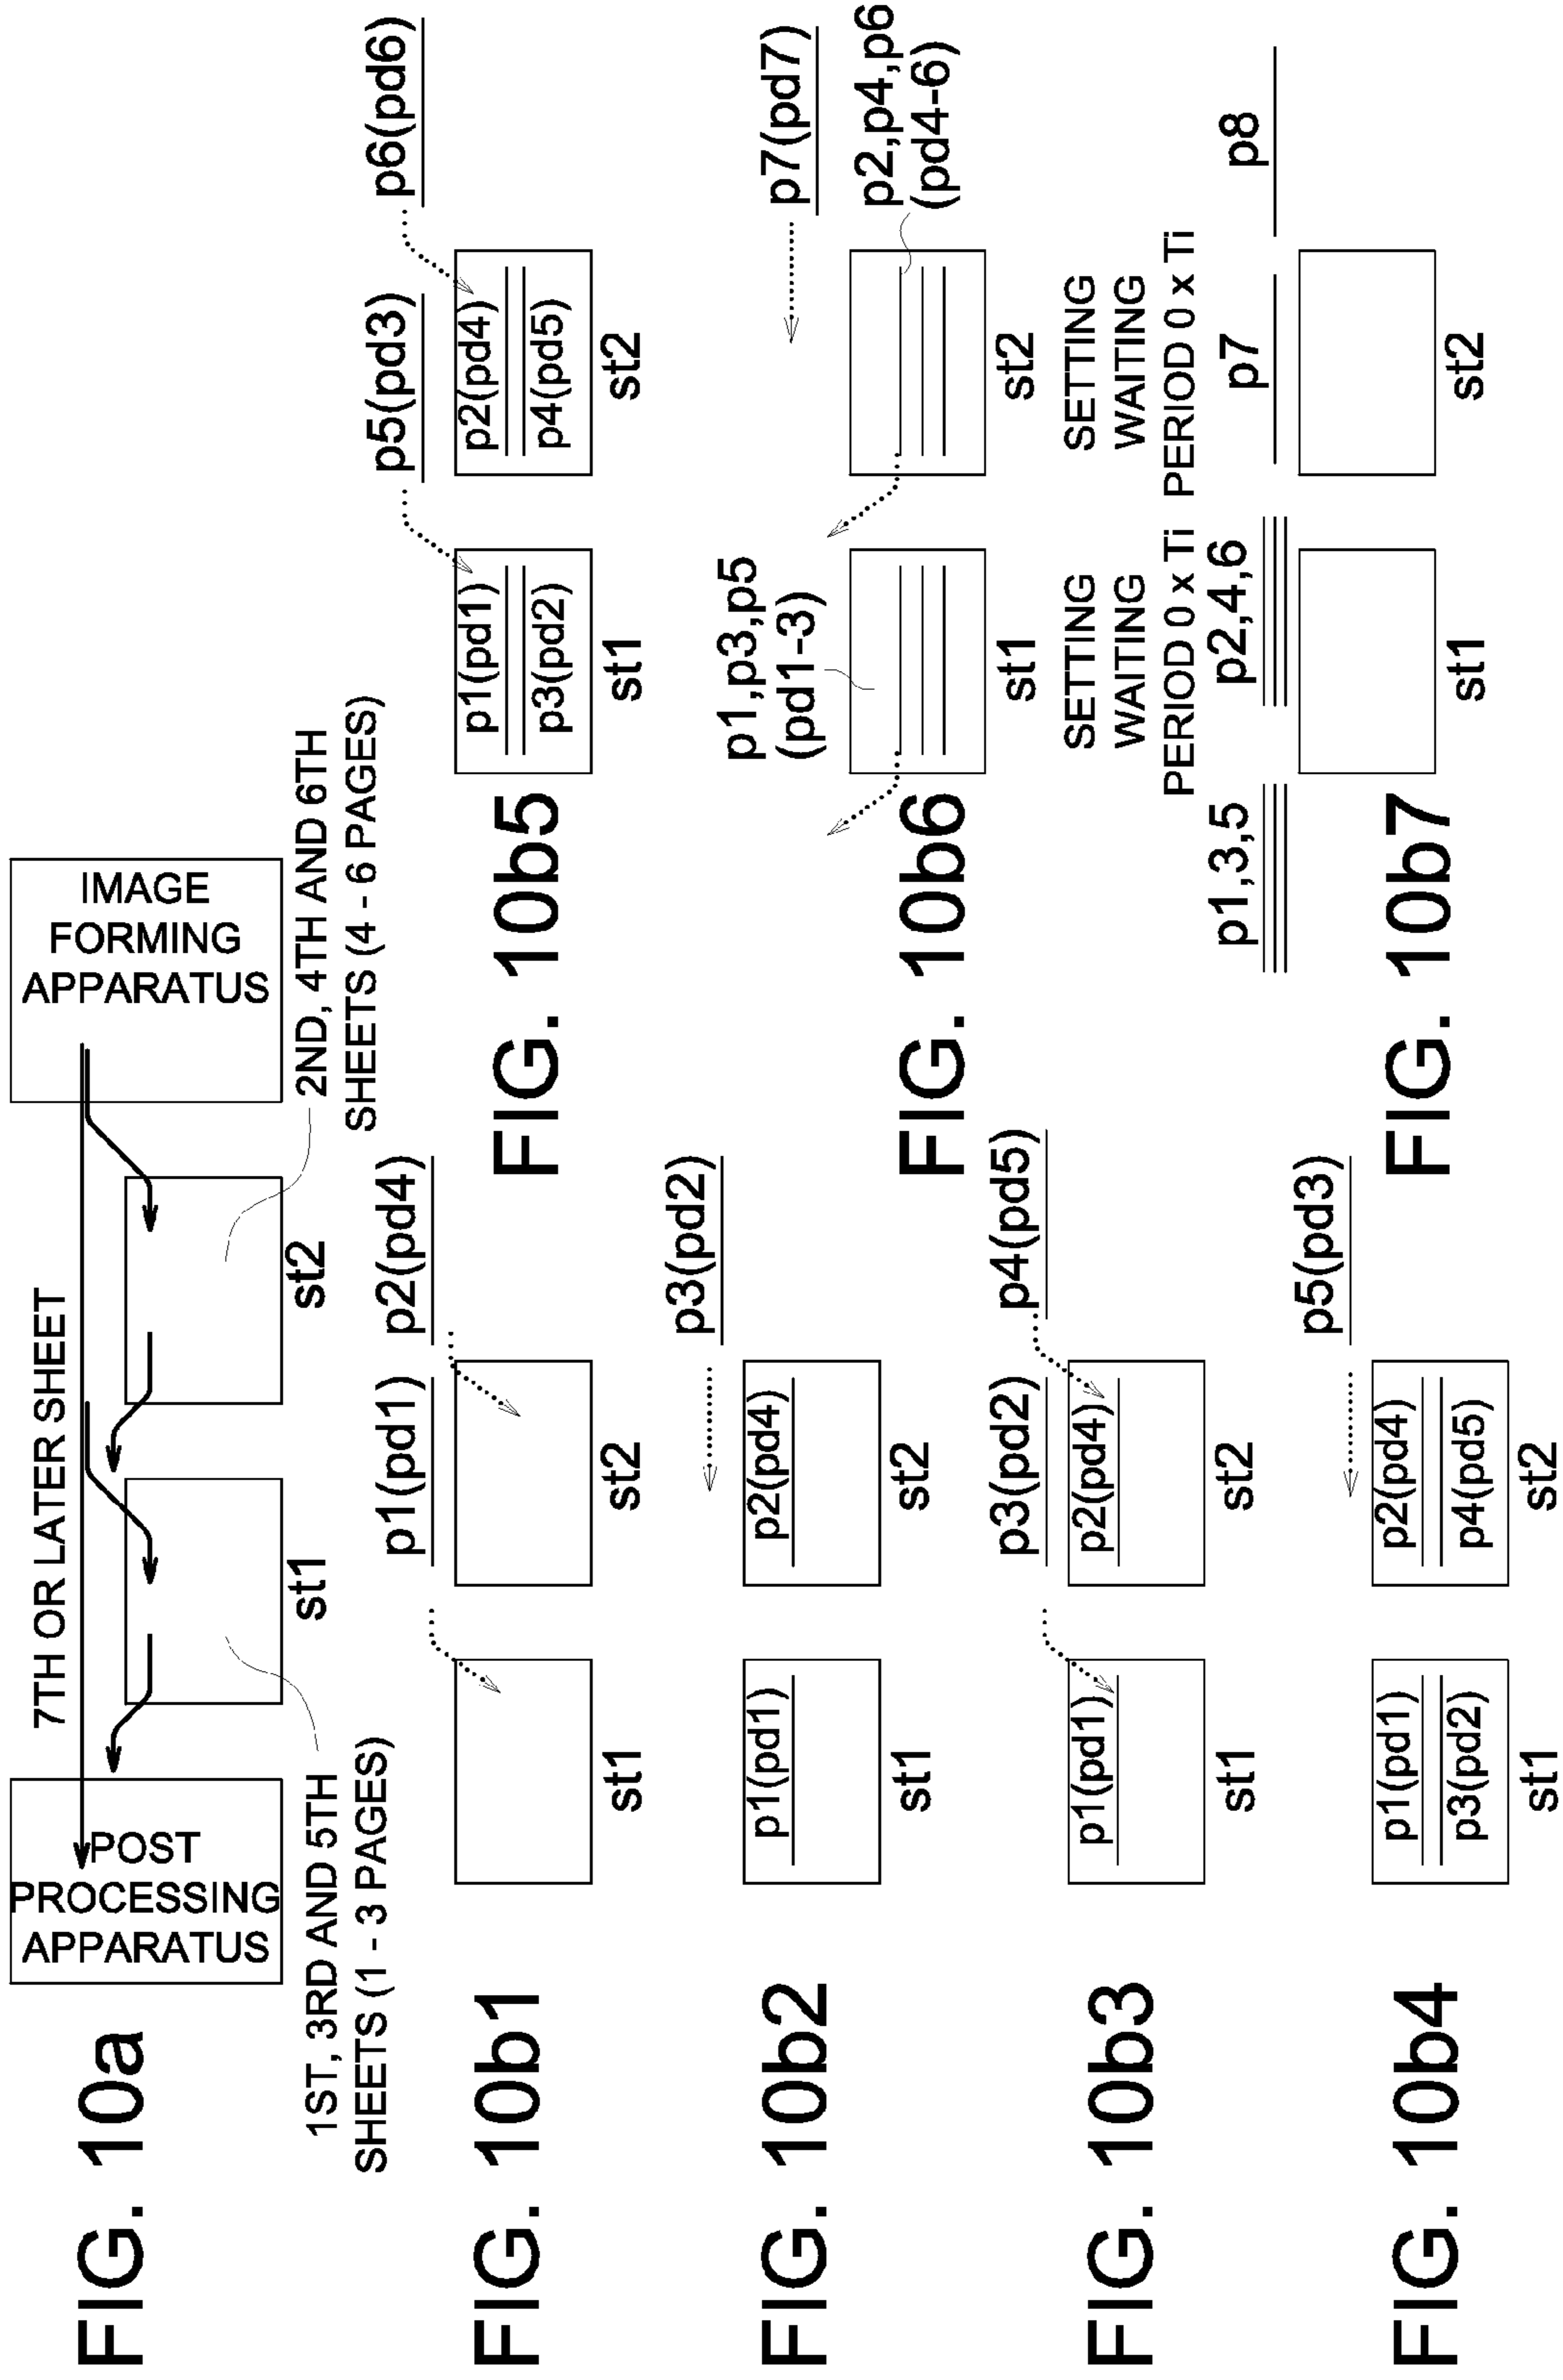 FIG. 10a
7TH OR LATER SHEET
POST
PROCESSING
APPARATUS
IMAGE
FORMING
APPARATUS
st1
st2
1ST, 3RD AND 5TH
SHEETS (1 - 3 PAGES)
2ND, 4TH AND 6TH
SHEETS (4 - 6 PAGES)
FIG. 10b1
p1(pd1)
p2(pd4)
st1
st2
FIG. 10b2
p3(pd2)
p1(pd1)
p2(pd4)
st1
st2
FIG. 10b3
p3(pd2)
p4(pd5)
p1(pd1)
p2(pd4)
st1
st2
FIG. 10b4
p5(pd3)
p1(pd1)
p3(pd2)
p2(pd4)
p4(pd5)
st1
st2
FIG. 10b5
p5(pd3)
p6(pd6)
p1(pd1)
p3(pd2)
p2(pd4)
p4(pd5)
st1
st2
FIG. 10b6
p7(pd7)
p1,p3,p5
(pd1-3)
p2,p4,p6
(pd4-6)
st1
st2
FIG. 10b7
SETTING
WAITING
PERIOD 0 x Ti
SETTING
WAITING
PERIOD 0 x Ti
p1,3,5
p2,4,6
p7
p8
st1
st2